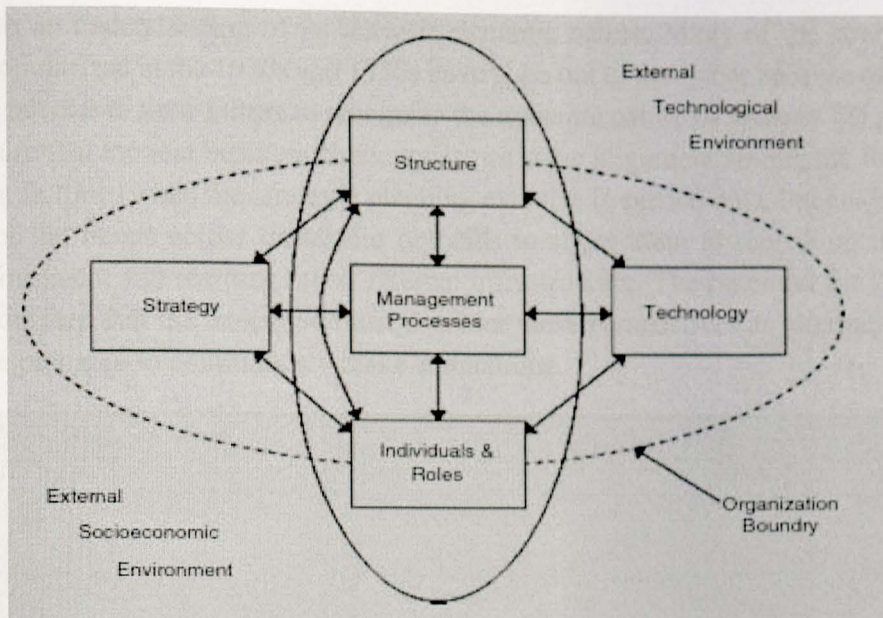 External
Technological
Environment
Structure
Strategy
Management
Processes
Technology
Individuals &
Roles
External
Socioeconomic
Environment
Organization
Boundry